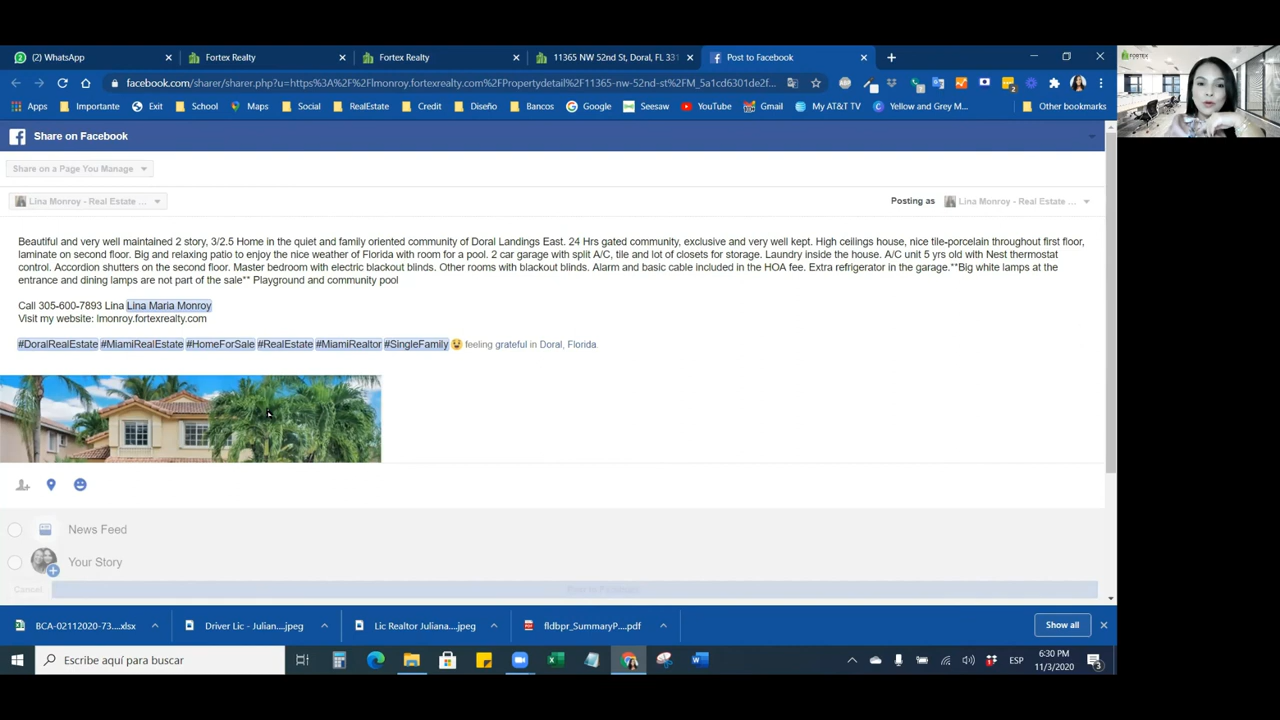 (2) WhatsApp
Fortex Realty
Fortex Realty
11365 NW 52nd St, Doral, FL 331
Post to Facebook
facebook.com/sharer/sharer.php?u=https%3A%2F%2Flmonroy.fortexrealty.com%2FPropertydetail%2F11365-nw-52nd-st%2FM_5a1cd6301de2f...
Apps
Importante
Exit
School
Maps
Social
RealEstate
Credit
Diseño
Bancos
Google
Seesaw
YouTube
Gmail
My AT&T TV
Yellow and Grey M...
Other bookmarks
FORTEX
Share on Facebook
Share on a Page You Manage
Lina Monroy - Real Estate ...
Posting as
Lina Monroy - Real Estate ...
Beautiful and very well maintained 2 story, 3/2.5 Home in the quiet and family oriented community of Doral Landings East. 24 Hrs gated community, exclusive and very well kept. High ceilings house, nice tile-porcelain throughout first floor,
laminate on second floor. Big and relaxing patio to enjoy the nice weather of Florida with room for a pool. 2 car garage with split A/C, tile and lot of closets for storage. Laundry inside the house. A/C unit 5 yrs old with Nest thermostat
control. Accordion shutters on the second floor. Master bedroom with electric blackout blinds. Other rooms with blackout blinds. Alarm and basic cable included in the HOA fee. Extra refrigerator in the garage.**Big white lamps at the
entrance and dining lamps are not part of the sale** Playground and community pool
Call 305-600-7893 Lina Lina Maria Monroy
Visit my website: lmonroy.fortexrealty.com
#DoralRealEstate #MiamiRealEstate #HomeForSale #RealEstate #MiamiRealtor #SingleFamily feeling grateful in Doral, Florida.
News Feed
Your Story
Cancel
Post to Facebook
BCA-02112020-73....xlsx
Driver Lic - Julian....jpeg
Lic Realtor Juliana....jpeg
fldbpr_SummaryP....pdf
Show all
Escribe aquí para buscar
ESP
6:30 PM
11/3/2020
3